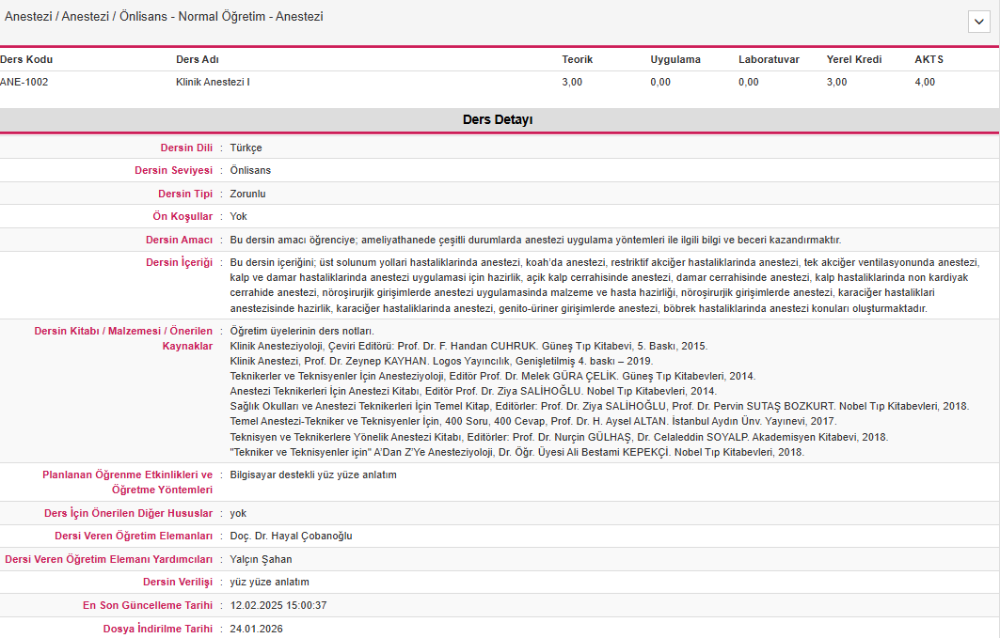 Anestezi / Anestezi / Önlisans - Normal Öğretim - Anestezi
Ders Kodu Ders Adı Teorik Uygulama Laboratuvar Yerel Kredi AKTS
ANE-1002 Klinik Anestezi I 3,00 0,00 0,00 3,00 4,00
Ders Detayı
Dersin Dili : Türkçe
Dersin Seviyesi : Önlisans
Dersin Tipi : Zorunlu
Ön Koşullar : Yok
Dersin Amacı : Bu dersin amacı öğrenciye; ameliyathanede çeşitli durumlarda anestezi uygulama yöntemleri ile ilgili bilgi ve beceri kazandırmaktır.
Dersin İçeriği : Bu dersin içeriğini; üst solunum yollari hastaliklarinda anestezi, koah'da anestezi, restriktif akciğer hastaliklarinda anestezi, tek akciğer ventilasyonunda anestezi,
kalp ve damar hastaliklarinda anestezi uygulamasi için hazirlik, açik kalp cerrahisinde anestezi, damar cerrahisinde anestezi, kalp hastaliklarinda non kardiyak
cerrahide anestezi, nöroşirurjik girişimlerde anestezi uygulamasinda malzeme ve hasta hazirliği, nöroşirurjik girişimlerde anestezi, karaciğer hastaliklari
anestezisinde hazirlik, karaciğer hastaliklarinda anestezi, genito-üriner girişimlerde anestezi, böbrek hastaliklarinda anestezi konuları oluşturmaktadır.
Dersin Kitabı / Malzemesi / Önerilen : Öğretim üyelerinin ders notları.
Kaynaklar Klinik Anesteziyoloji, Çeviri Editörü: Prof. Dr. F. Handan CUHRUK. Güneş Tıp Kitabevi, 5. Baskı, 2015.
Klinik Anestezi, Prof. Dr. Zeynep KAYHAN. Logos Yayıncılık, Genişletilmiş 4. baskı – 2019.
Teknikerler ve Teknisyenler İçin Anesteziyoloji, Editör Prof. Dr. Melek GÜRA ÇELİK. Güneş Tıp Kitabevleri, 2014.
Anestezi Teknikerleri İçin Anestezi Kitabı, Editör Prof. Dr. Ziya SALİHOĞLU. Nobel Tıp Kitabevleri, 2014.
Sağlık Okulları ve Anestezi Teknikerleri İçin Temel Kitap, Editörler: Prof. Dr. Ziya SALİHOĞLU, Prof. Dr. Pervin SUTAŞ BOZKURT. Nobel Tıp Kitabevleri, 2018.
Temel Anestezi-Tekniker ve Teknisyenler İçin, 400 Soru, 400 Cevap, Prof. Dr. H. Aysel ALTAN. İstanbul Aydın Ünv. Yayınevi, 2017.
Teknisyen ve Teknikerlere Yönelik Anestezi Kitabı, Editörler: Prof. Dr. Nurçin GÜLHAŞ, Dr. Celaleddin SOYALP. Akademisyen Kitabevi, 2018.
"Tekniker ve Teknisyenler için" A'Dan Z'Ye Anesteziyoloji, Dr. Öğr. Üyesi Ali Bestami KEPEKÇİ. Nobel Tıp Kitabevleri, 2018.
Planlanan Öğrenme Etkinlikleri ve : Bilgisayar destekli yüz yüze anlatım
Öğretme Yöntemleri
Ders İçin Önerilen Diğer Hususlar : yok
Dersi Veren Öğretim Elemanları : Doç. Dr. Hayal Çobanoğlu
Dersi Veren Öğretim Elemanı Yardımcıları : Yalçın Şahan
Dersin Verilişi : yüz yüze anlatım
En Son Güncelleme Tarihi : 12.02.2025 15:00:37
Dosya İndirilme Tarihi : 24.01.2026